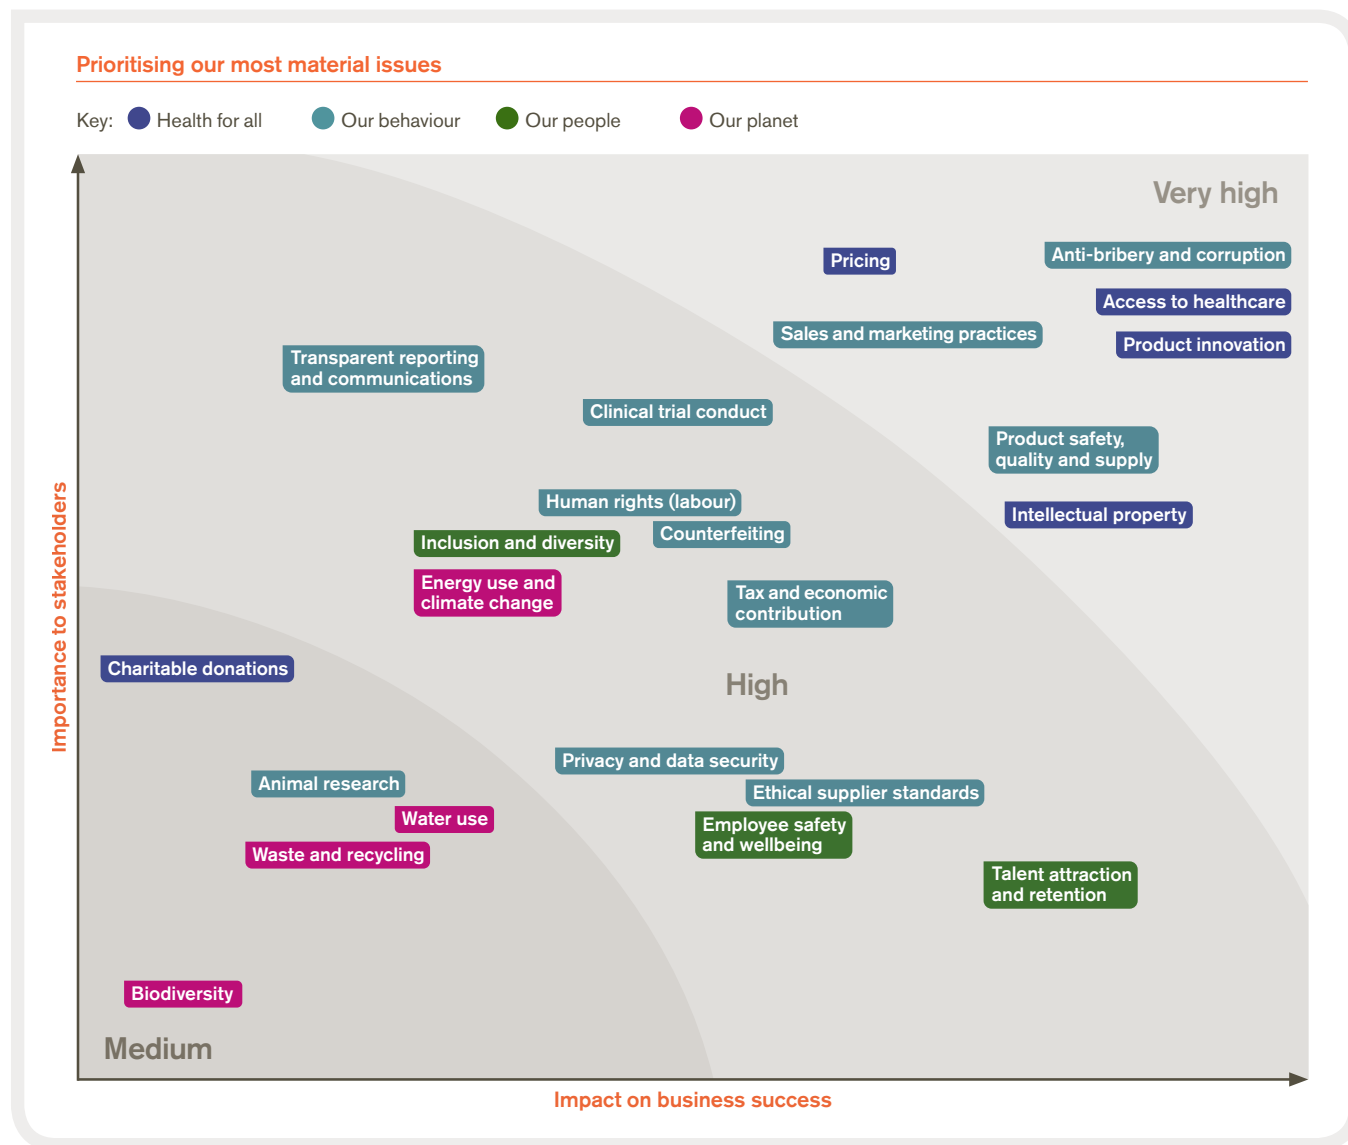 Prioritising our most material issues
Key:
Health for all
Our behaviour
Our people
Our planet
Very high
Anti-bribery and corruption
Pricing
Access to healthcare
Sales and marketing practices
Product innovation
Transparent reporting
and communications
Clinical trial conduct
Product safety,
quality and supply
Human rights (labour)
Intellectual property
Counterfeiting
Inclusion and diversity
Energy use and
climate change
Tax and economic
contribution
Importance to stakeholders
Charitable donations
High
Privacy and data security
Animal research
Ethical supplier standards
Water use
Employee safety
and wellbeing
Waste and recycling
Talent attraction
and retention
Biodiversity
Medium
Impact on business success